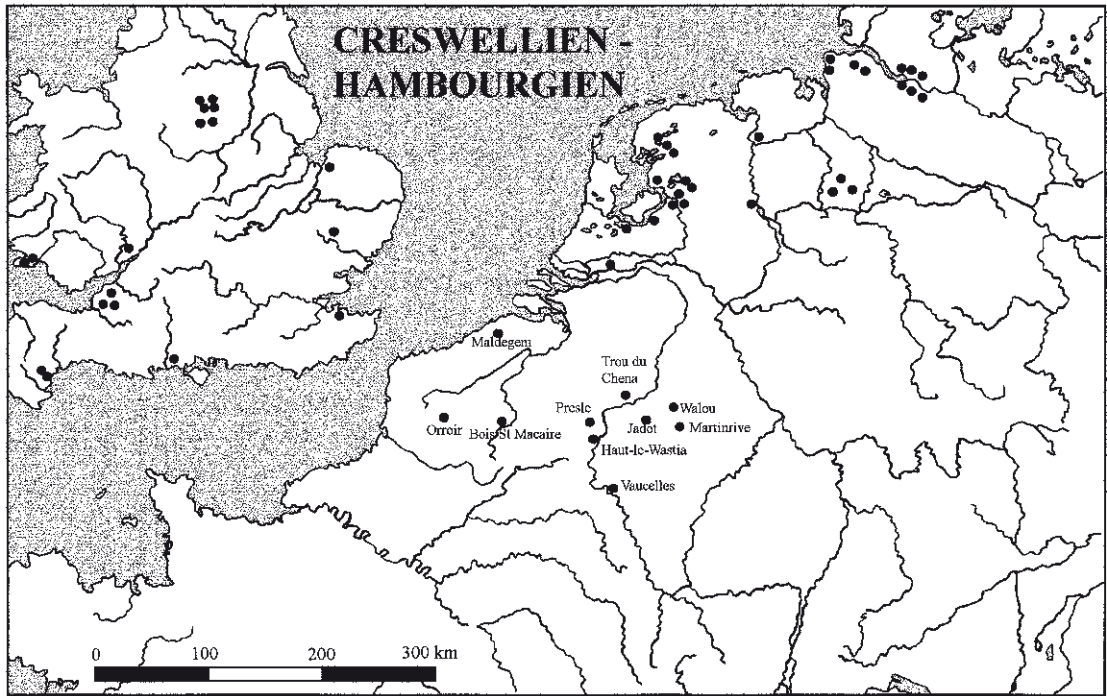 CRESWELLIEN -
HAMBOURGIEN
Maldegem
Trou du
Chena
Presle
Walou
Orroir
Bois St Macaire
Jadot
Martinrive
Haut-le-Wastia
Vaucelles
0 100 200 300 km